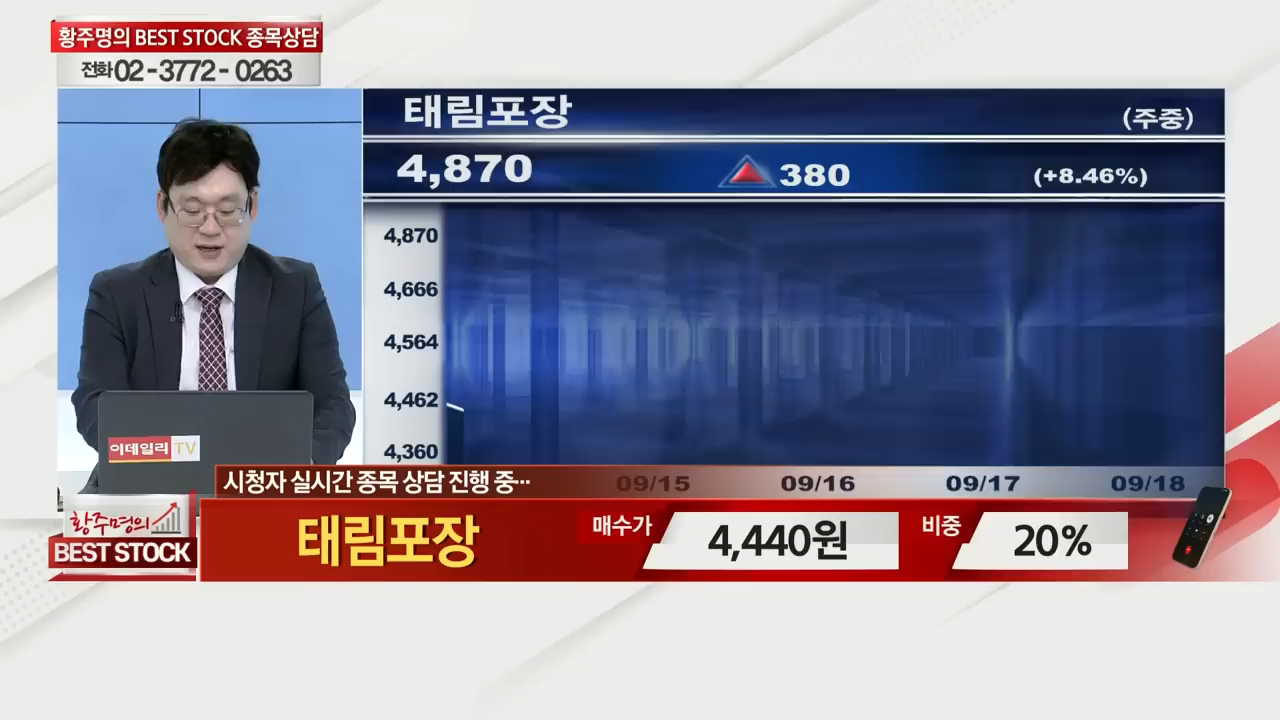 황주명의 BEST STOCK 종목상담
전화 02-3772-0263
태림포장 (주중)
4,870 380 (+8.46%)
4,870
4,666
4,564
4,462
4,360
09/15 09/16 09/17 09/18
이데일리TV
시청자 실시간 종목 상담 진행 중…
황주명의
BEST STOCK
태림포장 매수가 4,440원 비중 20%